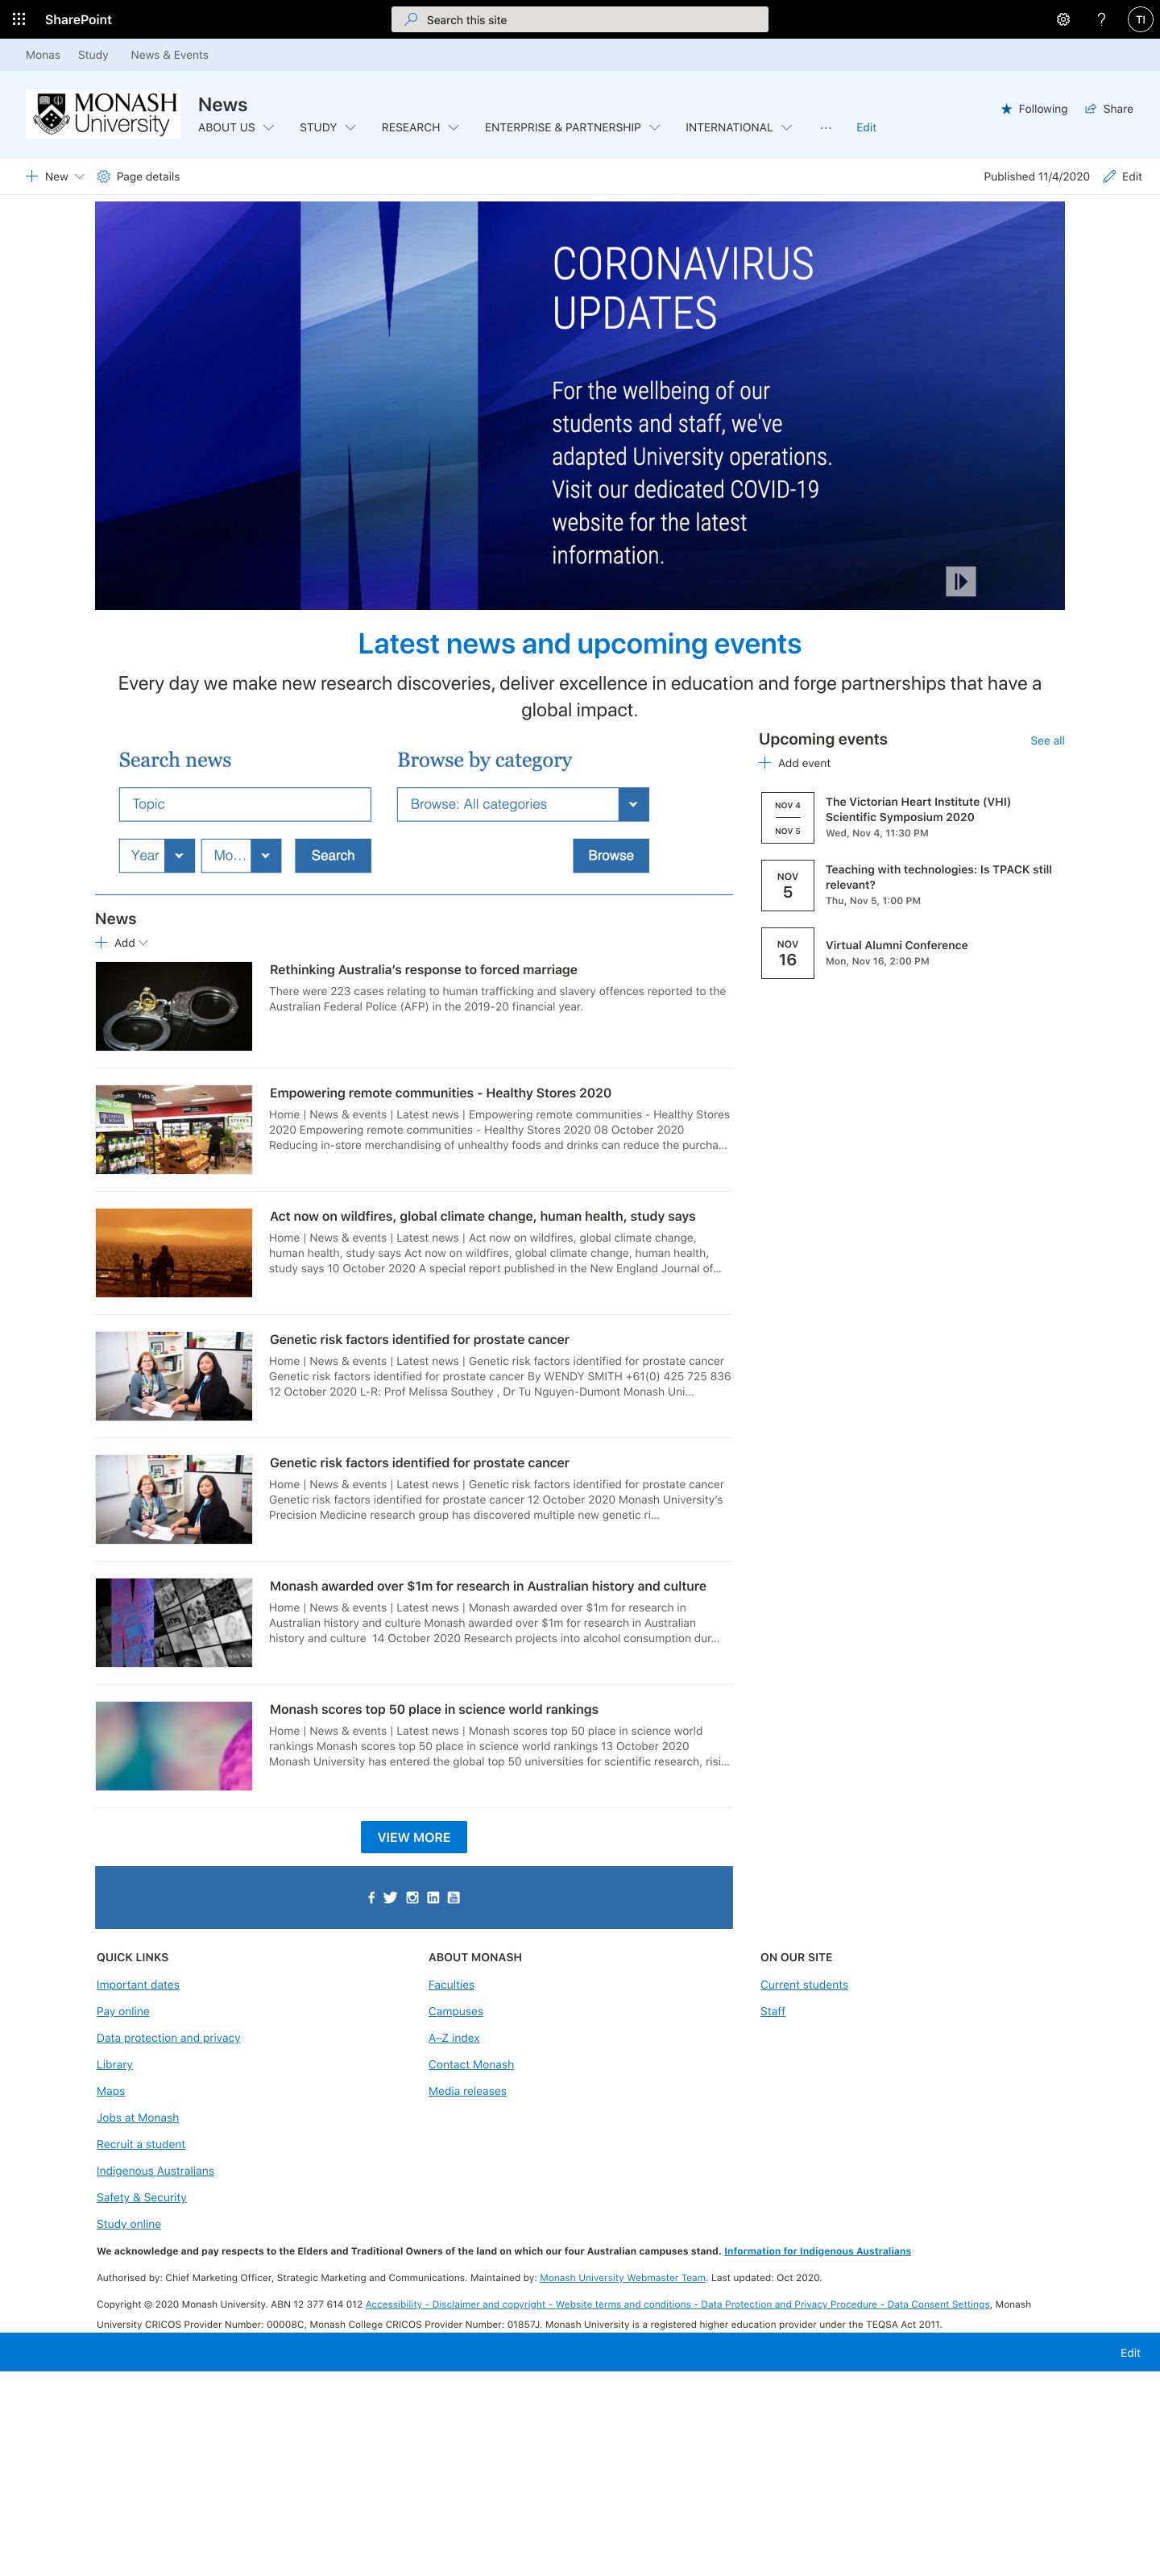 SharePoint
Search this site
?
TI
Monas Study News & Events
MONASH
University
News
ABOUT US STUDY RESEARCH ENTERPRISE & PARTNERSHIP INTERNATIONAL ··· Edit
Following Share
New Page details
Published 11/4/2020 Edit
CORONAVIRUS
UPDATES
For the wellbeing of our
students and staff, we've
adapted University operations.
Visit our dedicated COVID-19
website for the latest
information.
Latest news and upcoming events
Every day we make new research discoveries, deliver excellence in education and forge partnerships that have a
global impact.
Search news
Topic
Year Mo... Search
Browse by category
Browse: All categories
Browse
Upcoming events See all
Add event
NOV 4
NOV 5
The Victorian Heart Institute (VHI)
Scientific Symposium 2020
Wed, Nov 4, 11:30 PM
NOV
5
Teaching with technologies: Is TPACK still
relevant?
Thu, Nov 5, 1:00 PM
NOV
16
Virtual Alumni Conference
Mon, Nov 16, 2:00 PM
News
Add
Rethinking Australia's response to forced marriage
There were 223 cases relating to human trafficking and slavery offences reported to the
Australian Federal Police (AFP) in the 2019-20 financial year.
Empowering remote communities - Healthy Stores 2020
Home | News & events | Latest news | Empowering remote communities - Healthy Stores
2020 Empowering remote communities - Healthy Stores 2020 08 October 2020
Reducing in-store merchandising of unhealthy foods and drinks can reduce the purcha...
Act now on wildfires, global climate change, human health, study says
Home | News & events | Latest news | Act now on wildfires, global climate change,
human health, study says Act now on wildfires, global climate change, human health,
study says 10 October 2020 A special report published in the New England Journal of...
Genetic risk factors identified for prostate cancer
Home | News & events | Latest news | Genetic risk factors identified for prostate cancer
Genetic risk factors identified for prostate cancer By WENDY SMITH +61(0) 425 725 836
12 October 2020 L-R: Prof Melissa Southey , Dr Tu Nguyen-Dumont Monash Uni...
Genetic risk factors identified for prostate cancer
Home | News & events | Latest news | Genetic risk factors identified for prostate cancer
Genetic risk factors identified for prostate cancer 12 October 2020 Monash University's
Precision Medicine research group has discovered multiple new genetic ri...
Monash awarded over $1m for research in Australian history and culture
Home | News & events | Latest news | Monash awarded over $1m for research in
Australian history and culture Monash awarded over $1m for research in Australian
history and culture 14 October 2020 Research projects into alcohol consumption dur...
Monash scores top 50 place in science world rankings
Home | News & events | Latest news | Monash scores top 50 place in science world
rankings Monash scores top 50 place in science world rankings 13 October 2020
Monash University has entered the global top 50 universities for scientific research, risi...
VIEW MORE
QUICK LINKS
Important dates
Pay online
Data protection and privacy
Library
Maps
Jobs at Monash
Recruit a student
Indigenous Australians
Safety & Security
Study online
ABOUT MONASH
Faculties
Campuses
A–Z index
Contact Monash
Media releases
ON OUR SITE
Current students
Staff
We acknowledge and pay respects to the Elders and Traditional Owners of the land on which our four Australian campuses stand. Information for Indigenous Australians
Authorised by: Chief Marketing Officer, Strategic Marketing and Communications. Maintained by: Monash University Webmaster Team. Last updated: Oct 2020.
Copyright © 2020 Monash University. ABN 12 377 614 012 Accessibility - Disclaimer and copyright - Website terms and conditions - Data Protection and Privacy Procedure - Data Consent Settings, Monash
University CRICOS Provider Number: 00008C, Monash College CRICOS Provider Number: 01857J. Monash University is a registered higher education provider under the TEQSA Act 2011.
Edit